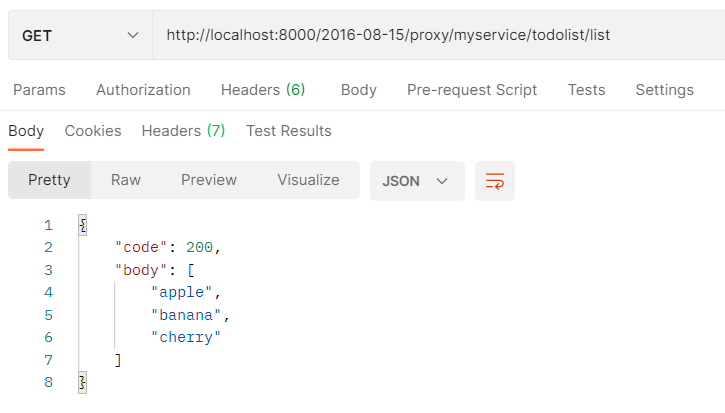 GET http://localhost:8000/2016-08-15/proxy/myservice/todolist/list
Params Authorization Headers (6) Body Pre-request Script Tests Settings
Body Cookies Headers (7) Test Results
Pretty Raw Preview Visualize JSON
1 {
2 "code": 200,
3 "body": [
4 "apple",
5 "banana",
6 "cherry"
7 ]
8 }